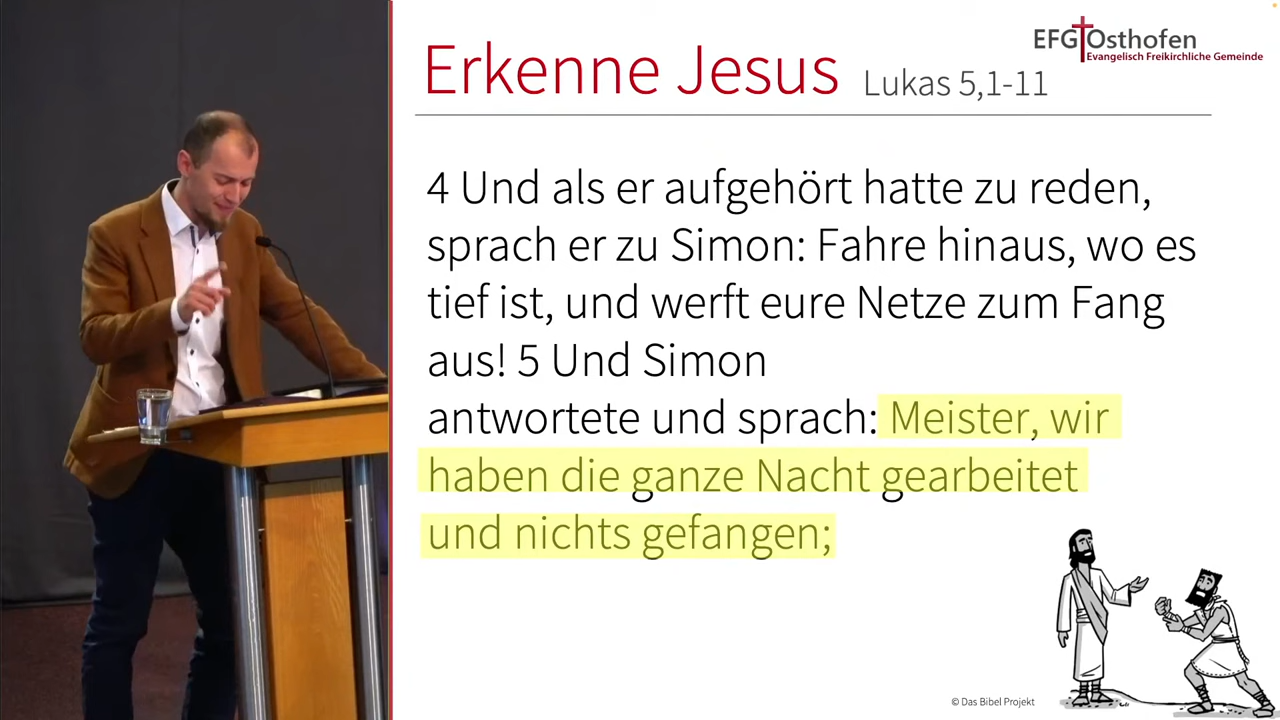 EFG Osthofen
Evangelisch Freikirchliche Gemeinde
Erkenne Jesus Lukas 5,1-11
4 Und als er aufgehört hatte zu reden,
sprach er zu Simon: Fahre hinaus, wo es
tief ist, und werft eure Netze zum Fang
aus! 5 Und Simon
antwortete und sprach: Meister, wir
haben die ganze Nacht gearbeitet
und nichts gefangen;
© Das Bibel Projekt